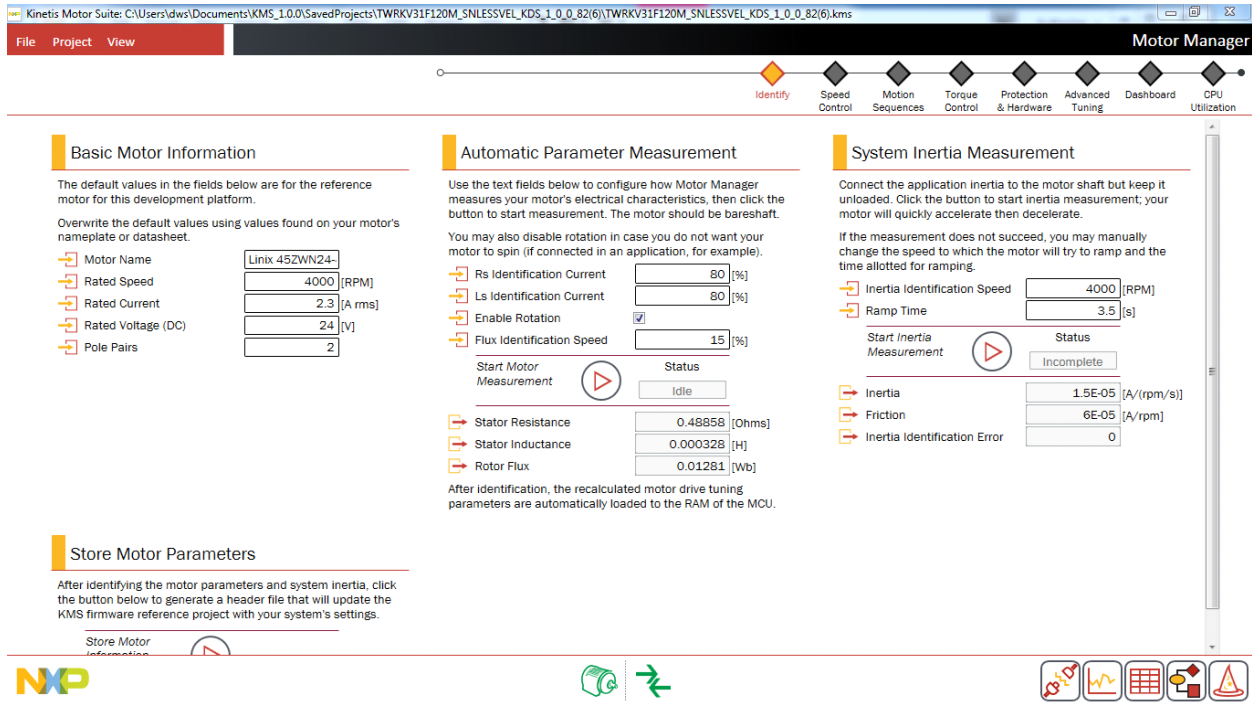 Kinetis Motor Suite: C:\Users\dws\Documents\KMS_1.0.0\SavedProjects\TWRKV31F120M_SNLESSVEL_KDS_1_0_0_82(6)\TWRKV31F120M_SNLESSVEL_KDS_1_0_0_82(6).kms
File Project View
Motor Manager
Identify
Speed
Control
Motion
Sequences
Torque
Control
Protection
& Hardware
Advanced
Tuning
Dashboard
CPU
Utilization
Basic Motor Information
The default values in the fields below are for the reference
motor for this development platform.
Overwrite the default values using values found on your motor's
nameplate or datasheet.
Motor Name Linix 45ZWN24-
Rated Speed 4000 [RPM]
Rated Current 2.3 [A rms]
Rated Voltage (DC) 24 [V]
Pole Pairs 2
Automatic Parameter Measurement
Use the text fields below to configure how Motor Manager
measures your motor's electrical characteristics, then click the
button to start measurement. The motor should be bareshaft.
You may also disable rotation in case you do not want your
motor to spin (if connected in an application, for example).
Rs Identification Current 80 [%]
Ls Identification Current 80 [%]
Enable Rotation
Flux Identification Speed 15 [%]
Start Motor
Measurement
Status
Idle
Stator Resistance 0.48858 [Ohms]
Stator Inductance 0.000328 [H]
Rotor Flux 0.01281 [Wb]
After identification, the recalculated motor drive tuning
parameters are automatically loaded to the RAM of the MCU.
System Inertia Measurement
Connect the application inertia to the motor shaft but keep it
unloaded. Click the button to start inertia measurement; your
motor will quickly accelerate then decelerate.
If the measurement does not succeed, you may manually
change the speed to which the motor will try to ramp and the
time allotted for ramping.
Inertia Identification Speed 4000 [RPM]
Ramp Time 3.5 [s]
Start Inertia
Measurement
Status
Incomplete
Inertia 1.5E-05 [A/(rpm/s)]
Friction 6E-05 [A/rpm]
Inertia Identification Error 0
Store Motor Parameters
After identifying the motor parameters and system inertia, click
the button below to generate a header file that will update the
KMS firmware reference project with your system's settings.
Store Motor
Information
NXP